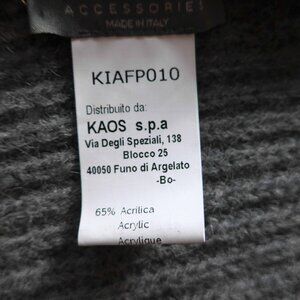 ACCESSORIES
MADE IN ITALY
KIAFP010
Distribuito da:
KAOS s.p.a
Via Degli Speziali, 138
Blocco 25
40050 Funo di Argelato
-Bo-
65% Acrilica
Acrylic
Acrylique